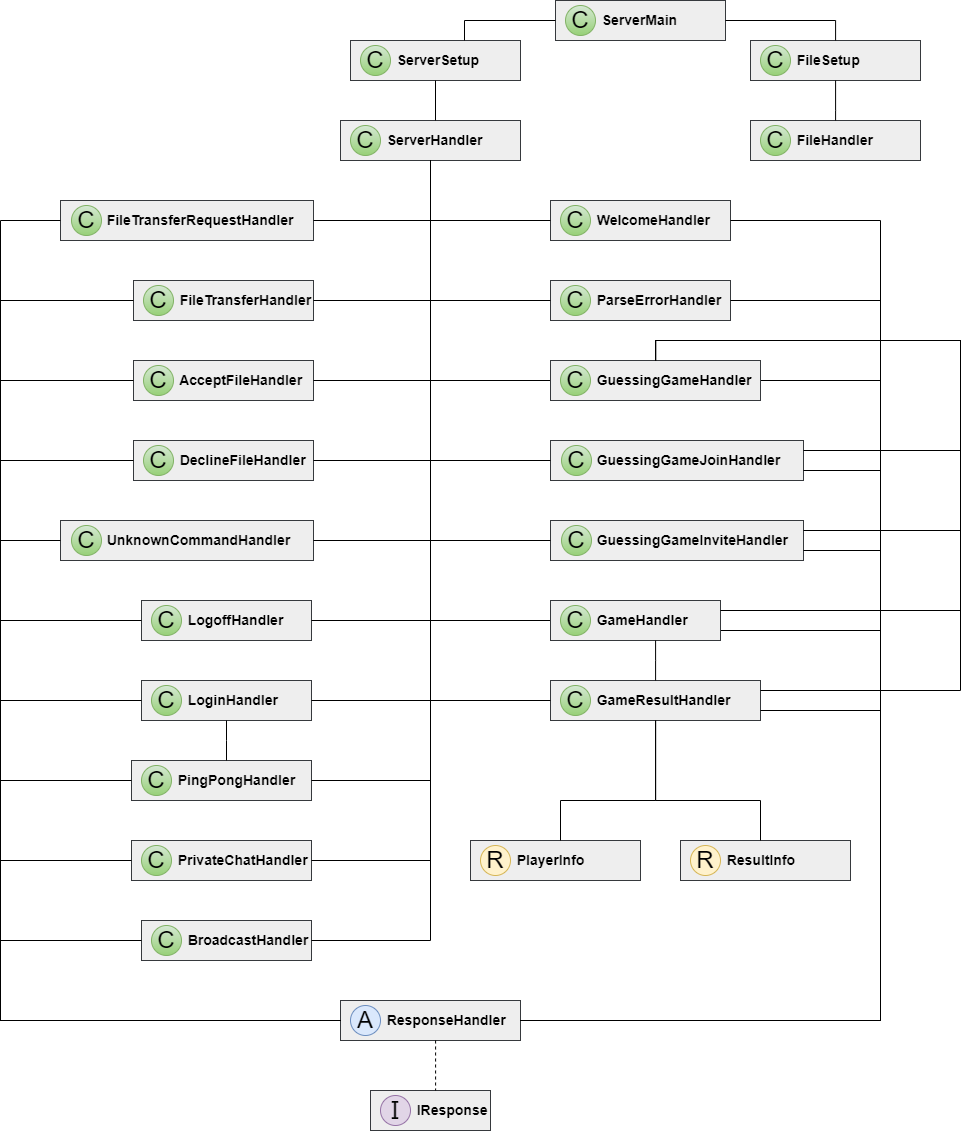 C ServerMain
C ServerSetup
C FileSetup
C ServerHandler
C FileHandler
C FileTransferRequestHandler
C WelcomeHandler
C FileTransferHandler
C ParseErrorHandler
C AcceptFileHandler
C GuessingGameHandler
C DeclineFileHandler
C GuessingGameJoinHandler
C UnknownCommandHandler
C GuessingGameInviteHandler
C LogoffHandler
C GameHandler
C LoginHandler
C GameResultHandler
C PingPongHandler
C PrivateChatHandler
R PlayerInfo
R ResultInfo
C BroadcastHandler
A ResponseHandler
I IResponse